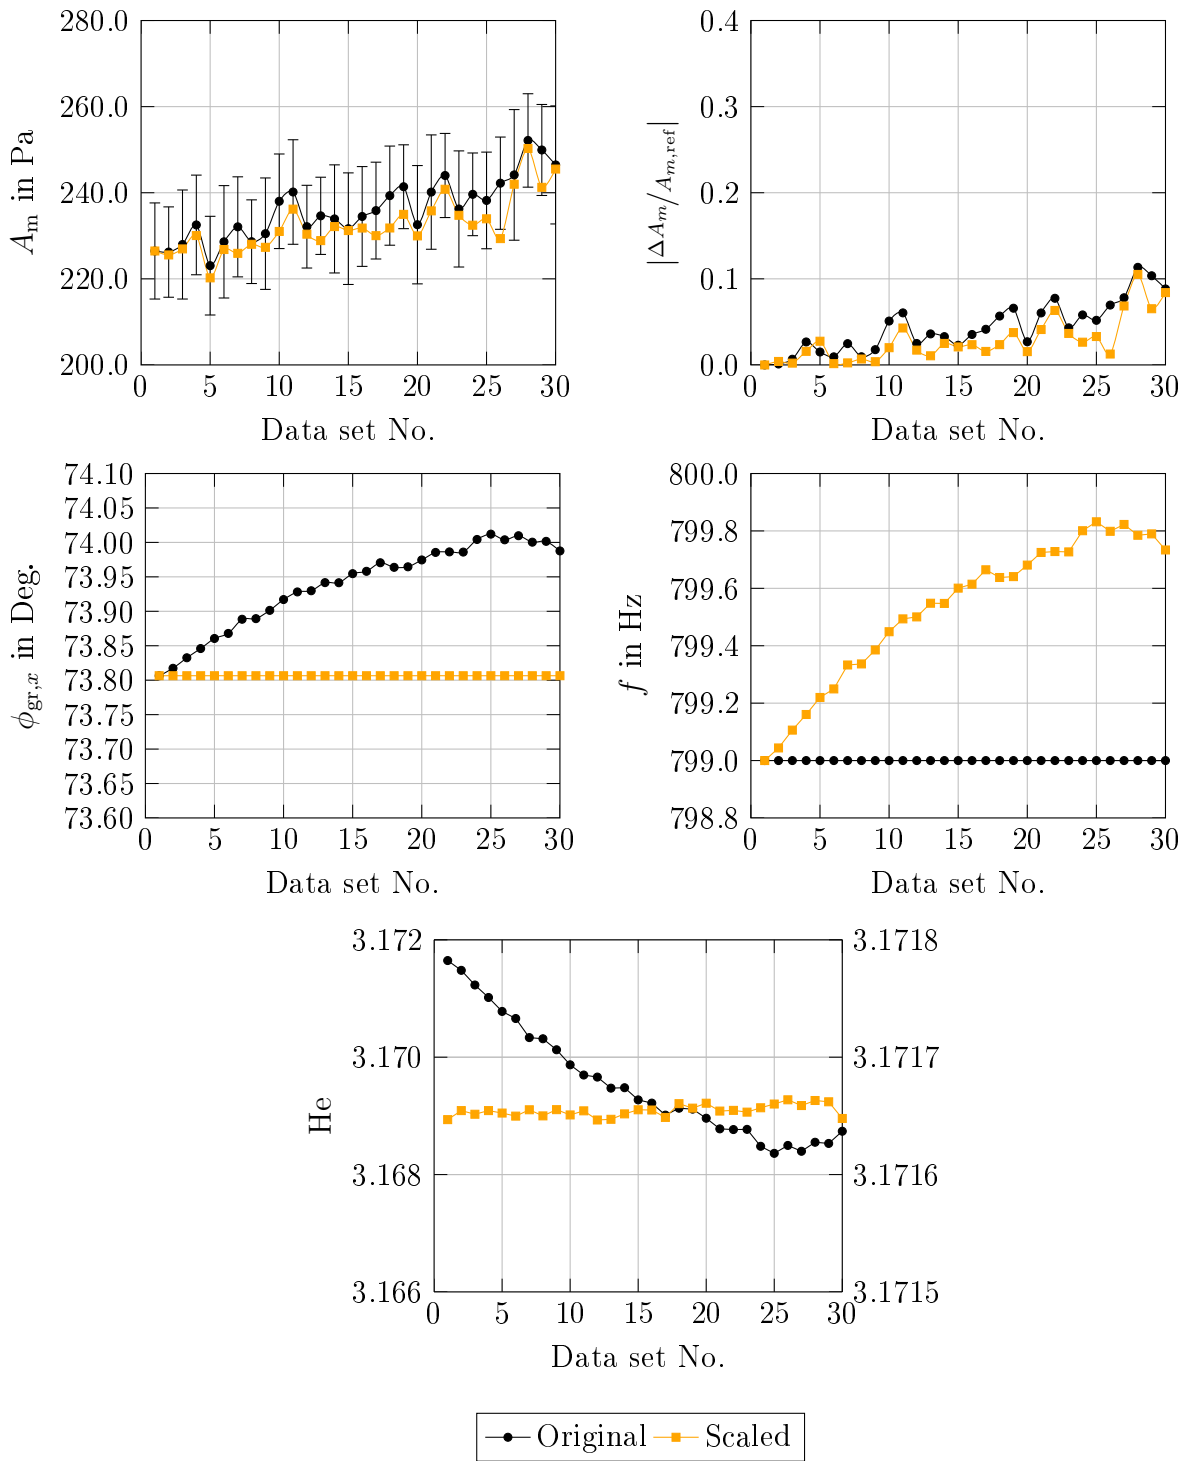 280.0
260.0
240.0
220.0
200.0
0 5 10 15 20 25 30
Data set No.
A_m in Pa
0.4
0.3
0.2
0.1
0.0
0 5 10 15 20 25 30
Data set No.
|ΔA_m/A_m,ref|
74.10
74.05
74.00
73.95
73.90
73.85
73.80
73.75
73.70
73.65
73.60
0 5 10 15 20 25 30
Data set No.
ϕ_gr,x in Deg.
800.0
799.8
799.6
799.4
799.2
799.0
798.8
0 5 10 15 20 25 30
Data set No.
f in Hz
3.172
3.170
3.168
3.166
3.1718
3.1717
3.1716
3.1715
0 5 10 15 20 25 30
Data set No.
He
Original Scaled